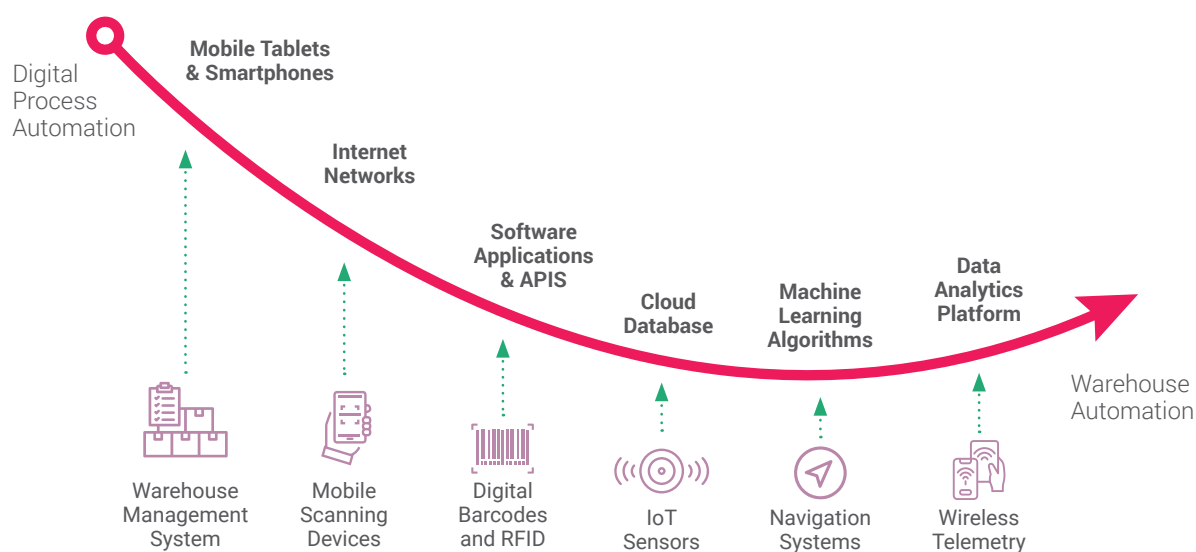 Mobile Tablets
& Smartphones
Digital
Process
Automation
Internet
Networks
Software
Applications
& APIS
Cloud
Database
Machine
Learning
Algorithms
Data
Analytics
Platform
Warehouse
Automation
Warehouse
Management
System
Mobile
Scanning
Devices
Digital
Barcodes
and RFID
IoT
Sensors
Navigation
Systems
Wireless
Telemetry